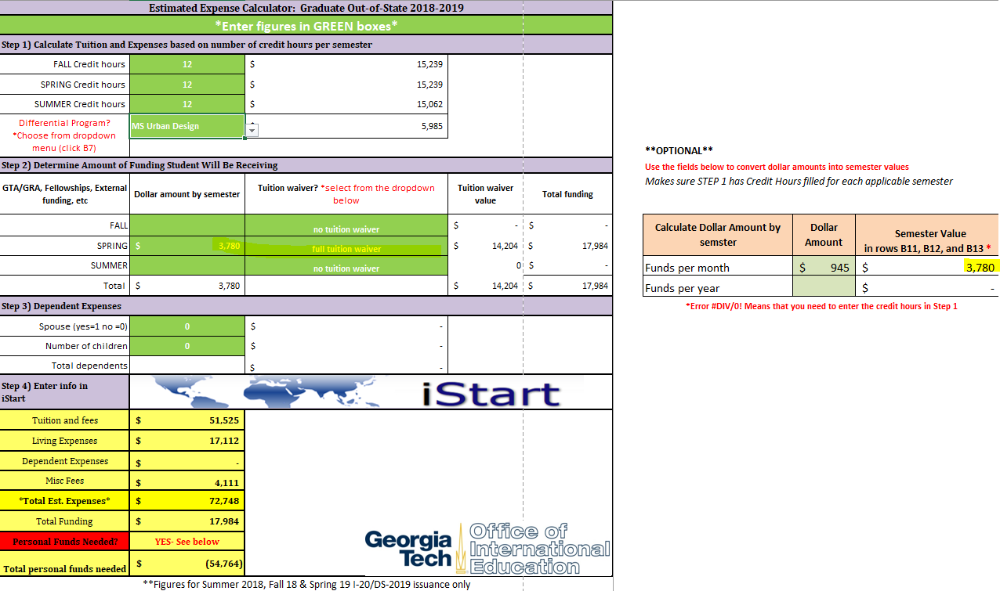 Estimated Expense Calculator: Graduate Out-of-State 2018-2019
*Enter figures in GREEN boxes*
Step 1) Calculate Tuition and Expenses based on number of credit hours per semester
FALL Credit hours 12 $ 15,239
SPRING Credit hours 12 $ 15,239
SUMMER Credit hours 12 $ 15,062
Differential Program?
*Choose from dropdown
menu (click B7)
MS Urban Design 5,985
Step 2) Determine Amount of Funding Student Will Be Receiving
GTA/GRA, Fellowships, External
funding, etc
Dollar amount by semester
Tuition waiver? *select from the dropdown
below
Tuition waiver
value
Total funding
FALL no tuition waiver $ - $ -
SPRING $ 3,780 full tuition waiver $ 14,204 $ 17,984
SUMMER no tuition waiver 0 $ -
Total $ 3,780 $ 14,204 $ 17,984
Step 3) Dependent Expenses
Spouse (yes=1 no =0) 0 $ -
Number of children 0 $ -
Total dependents $ -
Step 4) Enter info in
iStart
iStart
Tuition and fees $ 51,525
Living Expenses $ 17,112
Dependent Expenses $ -
Misc Fees $ 4,111
*Total Est. Expenses* $ 72,748
Total Funding $ 17,984
Personal Funds Needed? YES- See below
Total personal funds needed $ (54,764)
Georgia
Tech
Office of
International
Education
**Figures for Summer 2018, Fall 18 & Spring 19 I-20/DS-2019 issuance only
**OPTIONAL**
Use the fields below to convert dollar amounts into semester values
Makes sure STEP 1 has Credit Hours filled for each applicable semester
Calculate Dollar Amount by
semster
Dollar
Amount
Semester Value
in rows B11, B12, and B13 *
Funds per month $ 945 $ 3,780
Funds per year $ -
*Error #DIV/0! Means that you need to enter the credit hours in Step 1